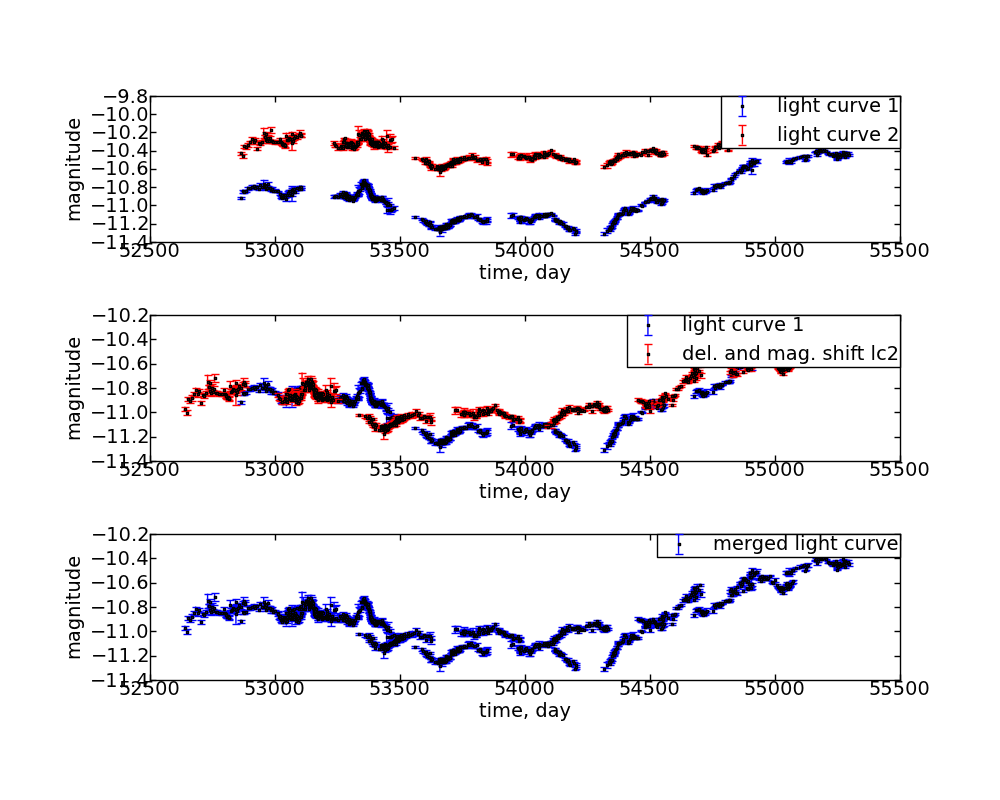 −9.8
−10.0
−10.2
−10.4
−10.6
−10.8
−11.0
−11.2
−11.4
magnitude
light curve 1
light curve 2
52500 53000 53500 54000 54500 55000 55500
time, day
−10.2
−10.4
−10.6
−10.8
−11.0
−11.2
−11.4
magnitude
light curve 1
del. and mag. shift lc2
52500 53000 53500 54000 54500 55000 55500
time, day
−10.2
−10.4
−10.6
−10.8
−11.0
−11.2
−11.4
magnitude
merged light curve
52500 53000 53500 54000 54500 55000 55500
time, day